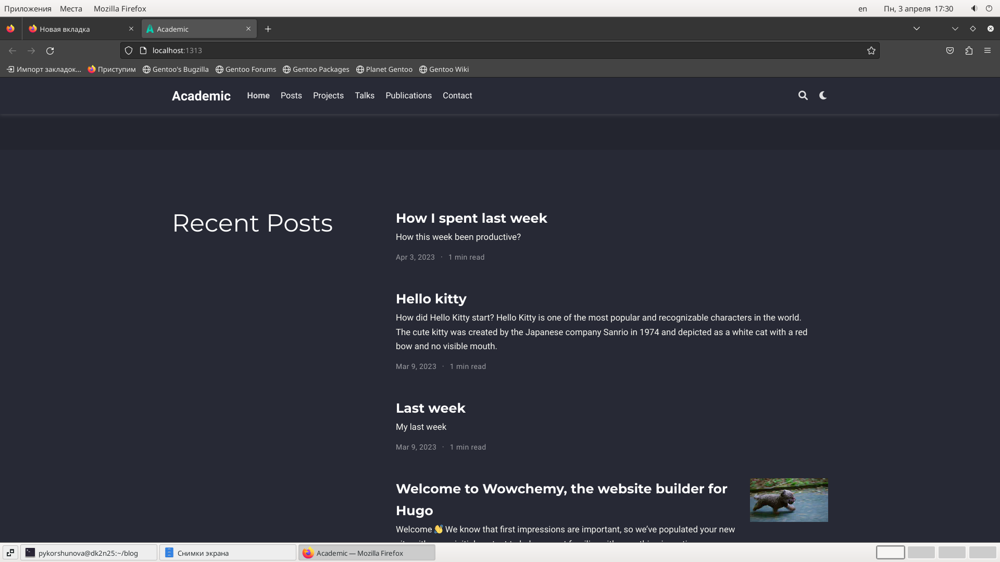 Приложения Места Mozilla Firefox en Пн, 3 апреля 17:30
Новая вкладка Academic
localhost:1313
Импорт закладок... Приступим Gentoo's Bugzilla Gentoo Forums Gentoo Packages Planet Gentoo Gentoo Wiki
Academic Home Posts Projects Talks Publications Contact
Recent Posts
How I spent last week
How this week been productive?
Apr 3, 2023 · 1 min read
Hello kitty
How did Hello Kitty start? Hello Kitty is one of the most popular and recognizable characters in the world.
The cute kitty was created by the Japanese company Sanrio in 1974 and depicted as a white cat with a red
bow and no visible mouth.
Mar 9, 2023 · 1 min read
Last week
My last week
Mar 9, 2023 · 1 min read
Welcome to Wowchemy, the website builder for
Hugo
Welcome 👋 We know that first impressions are important, so we’ve populated your new
pykorshunova@dk2n25:~/blog Снимки экрана Academic — Mozilla Firefox